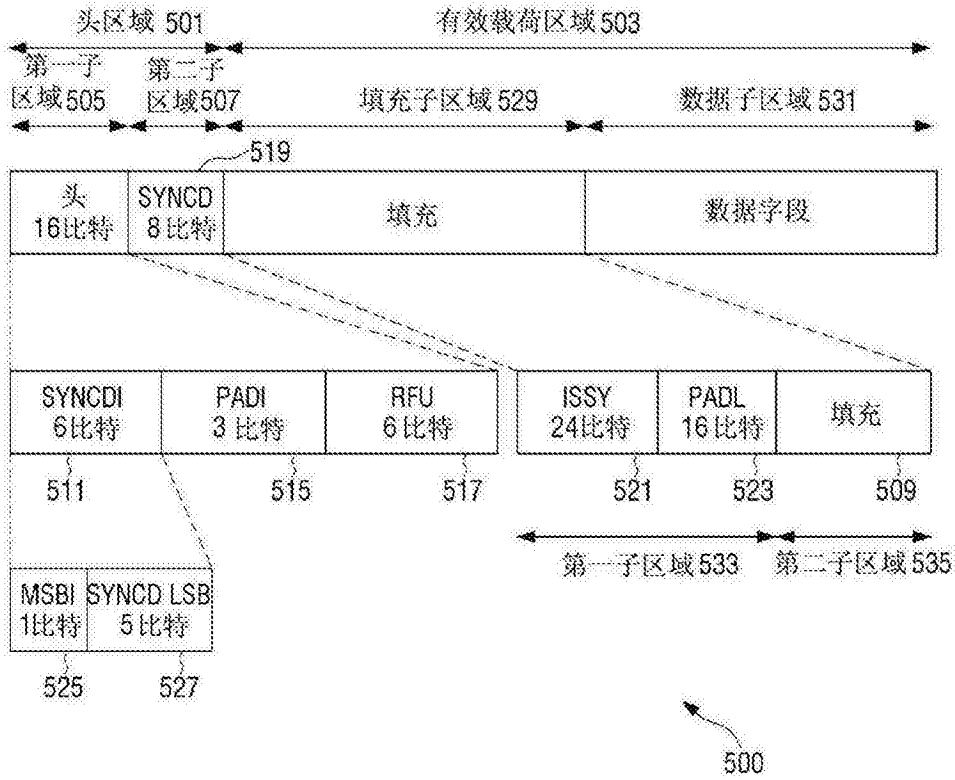 头区域 501
有效载荷区域 503
第一子
区域 505
第二子
区域 507
填充子区域 529
数据子区域 531
519
头
16比特
SYNCD
8比特
填充
数据字段
SYNCDI
6比特
PADI
3比特
RFU
6比特
ISSY
24比特
PADL
16比特
填充
511
515
517
521
523
509
第一子区域 533
第二子区域 535
MSBI
1比特
SYNCD LSB
5比特
525
527
500